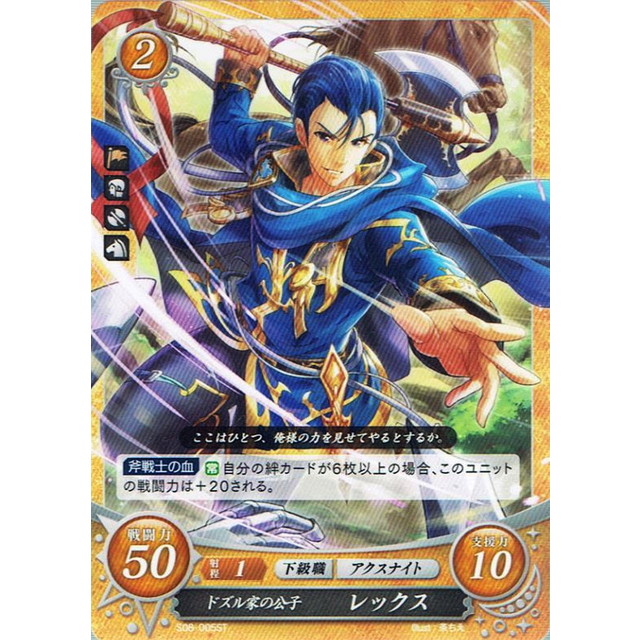 2
ここはひとつ、俺様の力を見せてやるとするか。
斧戦士の血 常 自分の絆カードが6枚以上の場合、このユニット
の戦闘力は+20される。
戦闘力
50
射程 1 下級職 アクスナイト
支援力
10
ドズル家の公子 レックス
S08-005ST
Illust：茶ちえ